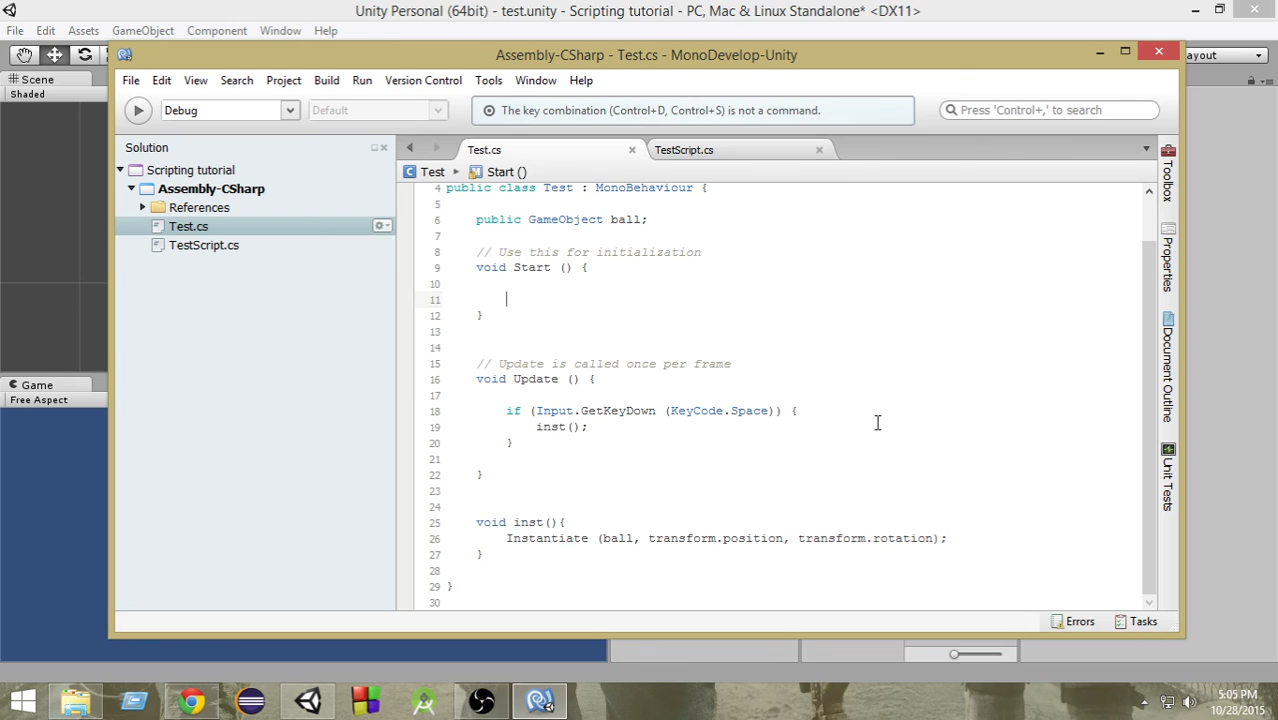 Unity Personal (64bit) - test.unity - Scripting tutorial - PC, Mac & Linux Standalone* <DX11>
File Edit Assets GameObject Component Window Help
Assembly-CSharp - Test.cs - MonoDevelop-Unity
ayout
Scene
Shaded
File Edit View Search Project Build Run Version Control Tools Window Help
Debug
Default
The key combination (Control+D, Control+S) is not a command.
Press 'Control+,' to search
Solution
Scripting tutorial
Assembly-CSharp
References
Test.cs
TestScript.cs
Test.cs
TestScript.cs
Test
Start ()
4 public class Test : MonoBehaviour {
5
6 public GameObject ball;
7
8 // Use this for initialization
9 void Start () {
10
11
12 }
13
14
15 // Update is called once per frame
16 void Update () {
17
18 if (Input.GetKeyDown (KeyCode.Space)) {
19 inst();
20 }
21
22 }
23
24
25 void inst(){
26 Instantiate (ball, transform.position, transform.rotation);
27 }
28
29 }
30
Toolbox
Properties
Document Outline
Unit Tests
Game
Free Aspect
Errors
Tasks
5:05 PM
10/28/2015